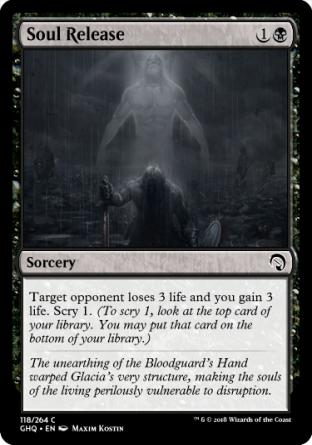 Soul Release 1
Sorcery
Target opponent loses 3 life and you gain 3
life. Scry 1. (To scry 1, look at the top card of
your library. You may put that card on the
bottom of your library.)
The unearthing of the Bloodguard's Hand
warped Glacia's very structure, making the souls
of the living perilously vulnerable to disruption.
118/264 C
GHQ • EN MAXIM KOSTIN
™ & © 2018 Wizards of the Coast